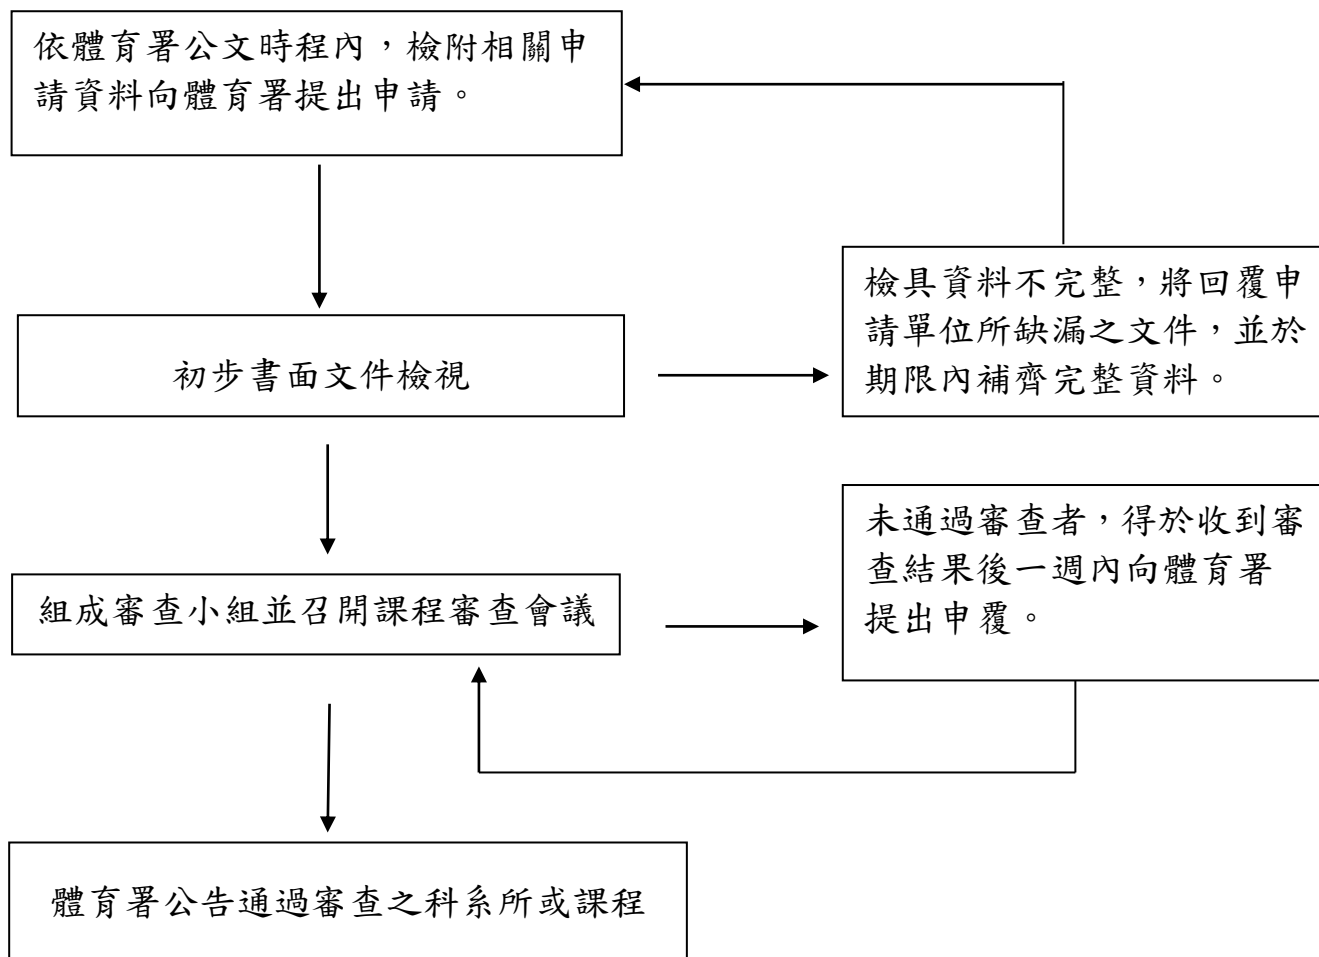 依體育署公文時程內，檢附相關申
請資料向體育署提出申請。
檢具資料不完整，將回覆申
請單位所缺漏之文件，並於
期限內補齊完整資料。
初步書面文件檢視
未通過審查者，得於收到審
查結果後一週內向體育署
提出申覆。
組成審查小組並召開課程審查會議
體育署公告通過審查之科系所或課程